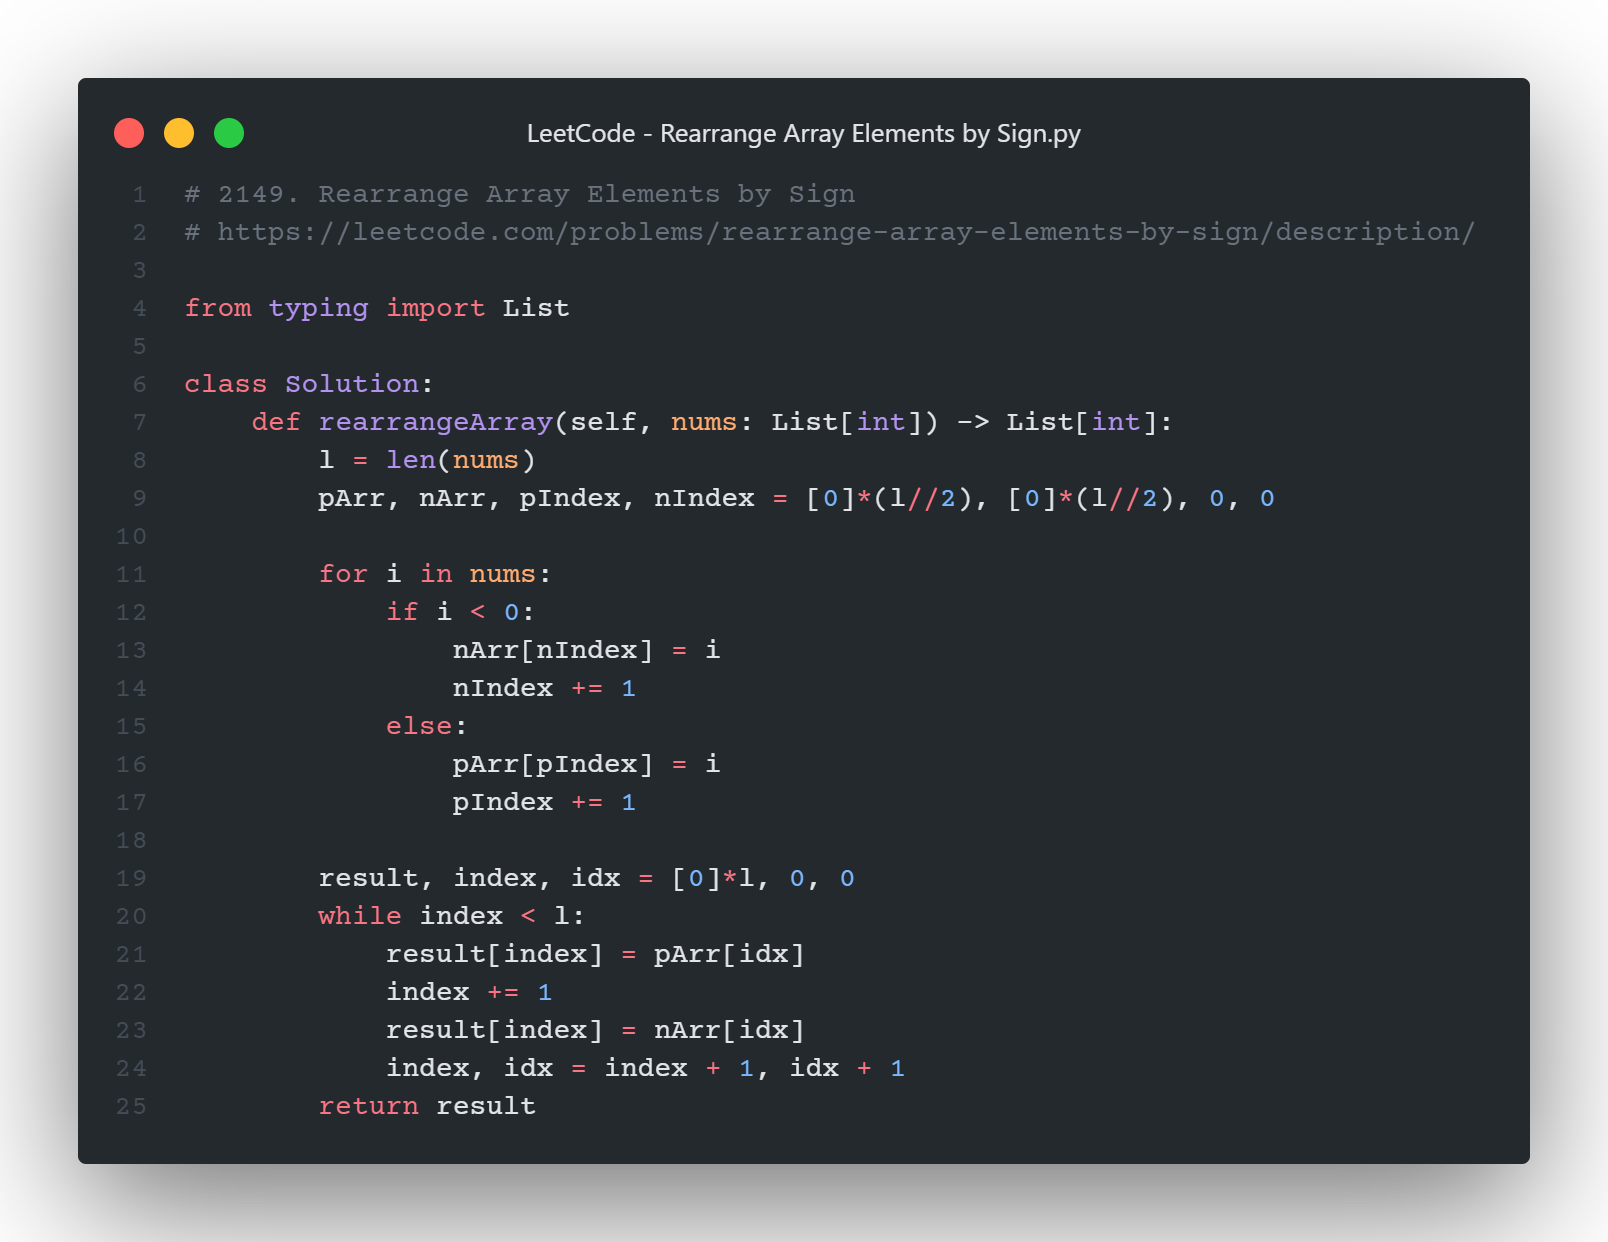 LeetCode - Rearrange Array Elements by Sign.py
1 # 2149. Rearrange Array Elements by Sign
2 # https://leetcode.com/problems/rearrange-array-elements-by-sign/description/
3
4 from typing import List
5
6 class Solution:
7     def rearrangeArray(self, nums: List[int]) -> List[int]:
8         l = len(nums)
9         pArr, nArr, pIndex, nIndex = [0]*(l//2), [0]*(l//2), 0, 0
10
11         for i in nums:
12             if i < 0:
13                 nArr[nIndex] = i
14                 nIndex += 1
15             else:
16                 pArr[pIndex] = i
17                 pIndex += 1
18
19         result, index, idx = [0]*l, 0, 0
20         while index < l:
21             result[index] = pArr[idx]
22             index += 1
23             result[index] = nArr[idx]
24             index, idx = index + 1, idx + 1
25         return result